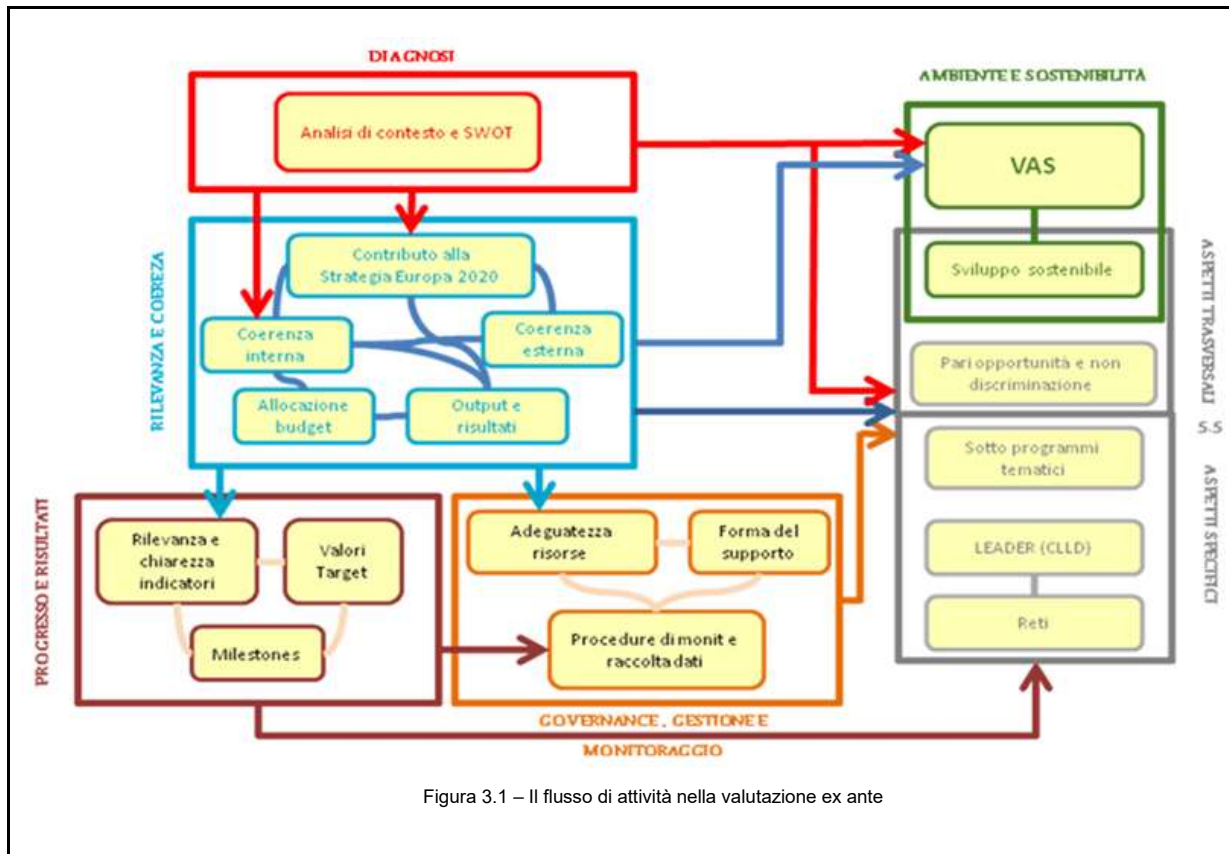 DIAGNOSI
Analisi di contesto e SWOT
AMBIENTE E SOSTENIBILITÀ
VAS
Sviluppo sostenibile
RILEVANZA E COEREZA
Contributo alla
Strategia Europa 2020
Coerenza
interna
Coerenza
esterna
Allocazione
budget
Output e
risultati
ASPETTI TRASVERSALI
Pari opportunità e non
discriminazione
5.5
ASPETTI SPECIFICI
Sotto programmi
tematici
LEADER (CLLD)
Reti
PROGRESSO E RISULTATI
Rilevanza e
chiarezza
indicatori
Valori
Target
Milestones
Adeguatezza
risorse
Forma del
supporto
Procedure di monit e
raccolta dati
GOVERNANCE, GESTIONE E
MONITORAGGIO
Figura 3.1 – Il flusso di attività nella valutazione ex ante